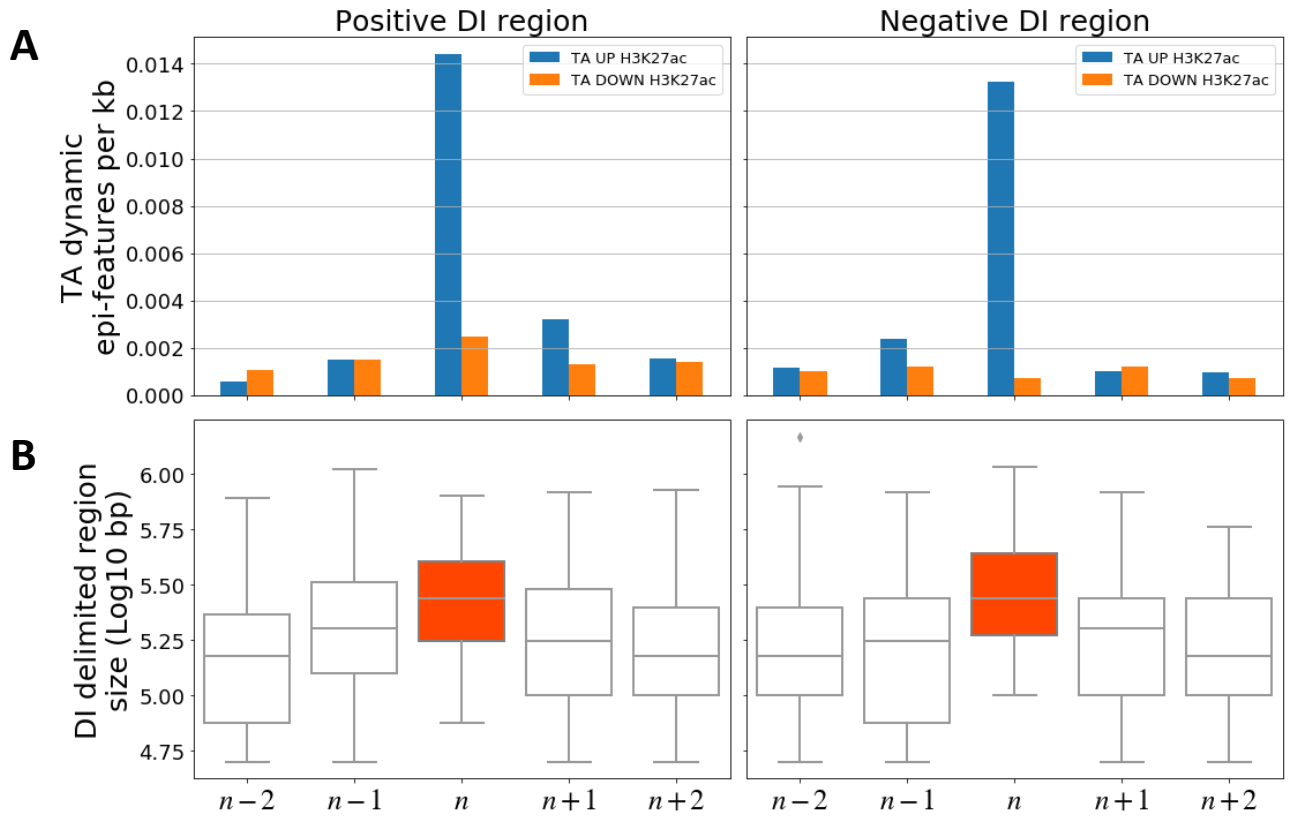 A
Positive DI region
Negative DI region
TA dynamic
epi-features per kb
0.014
0.012
0.010
0.008
0.006
0.004
0.002
0.000
TA UP H3K27ac
TA DOWN H3K27ac
TA UP H3K27ac
TA DOWN H3K27ac
B
DI delimited region
size (Log10 bp)
6.00
5.75
5.50
5.25
5.00
4.75
n − 2 n − 1 n n + 1 n + 2
n − 2 n − 1 n n + 1 n + 2